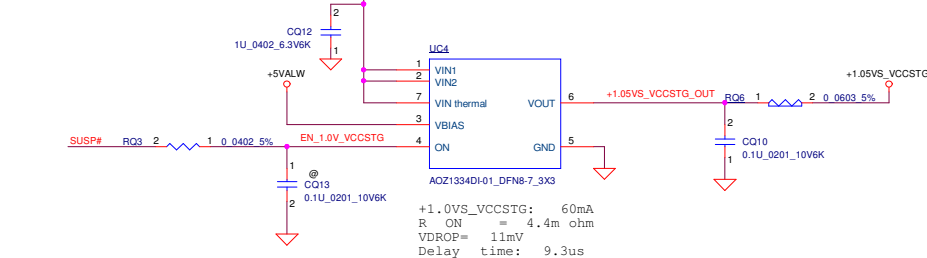 2
CQ12
1U_0402_6.3V6K
1
UC4
+5VALW
1 VIN1
2 VIN2
7 VIN thermal VOUT 6
3 VBIAS
4 ON GND 5
+1.05VS_VCCSTG_OUT RQ6 1 2 0_0603_5%
+1.05VS_VCCSTG
2
CQ10
0.1U_0201_10V6K
1
SUSP# RQ3 2 1 0_0402_5% EN_1.0V_VCCSTG
1
@
CQ13
0.1U_0201_10V6K
2
AOZ1334DI-01_DFN8-7_3X3
+1.0VS_VCCSTG: 60mA
R ON = 4.4m ohm
VDROP= 11mV
Delay time: 9.3us